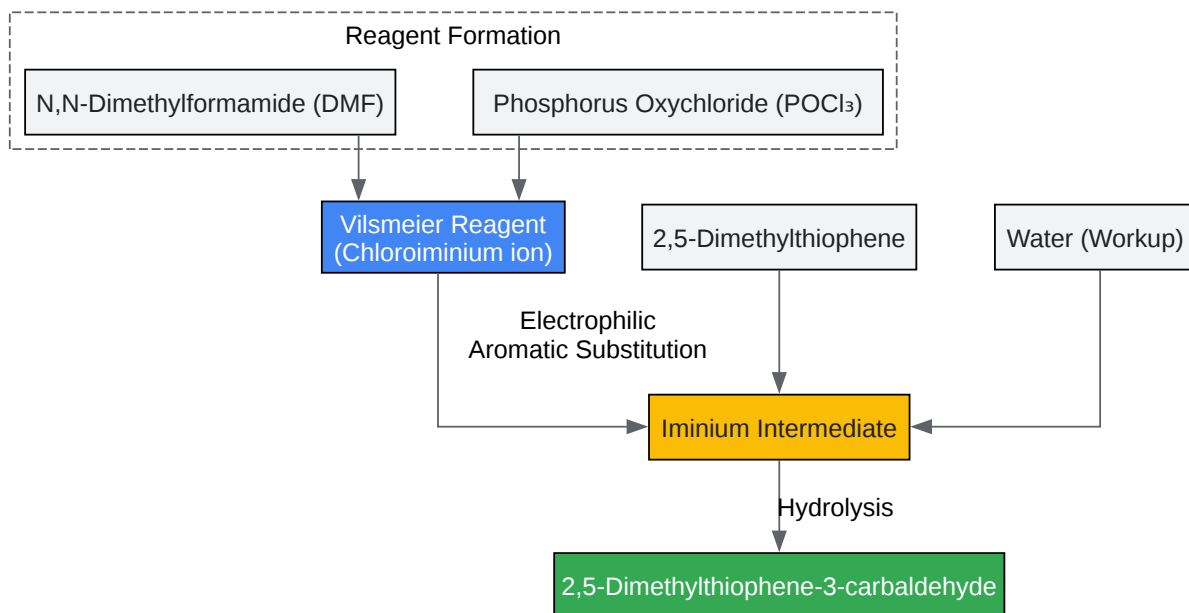 Reagent Formation
N,N-Dimethylformamide (DMF)
Phosphorus Oxychloride (POCl₃)
Vilsmeier Reagent
(Chloroiminium ion)
2,5-Dimethylthiophene
Water (Workup)
Electrophilic
Aromatic Substitution
Iminium Intermediate
Hydrolysis
2,5-Dimethylthiophene-3-carbaldehyde